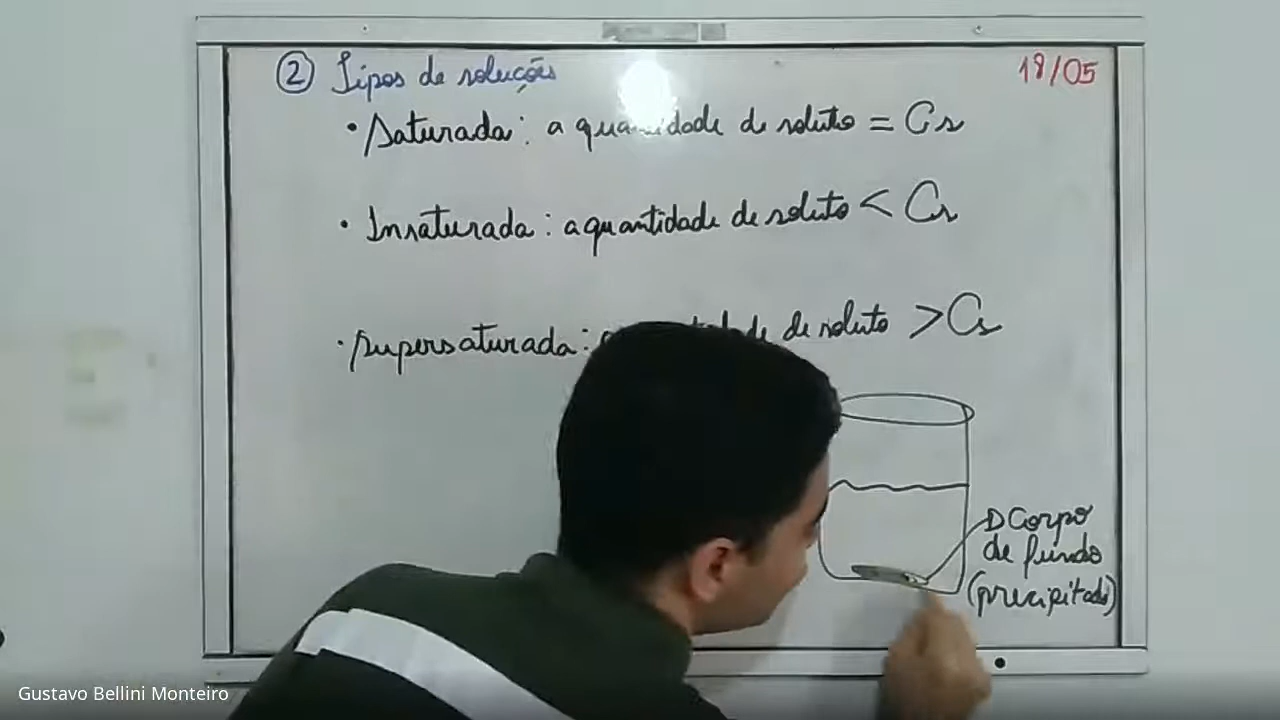 ② Tipos de soluções
18/05
• Saturada: a quantidade de soluto = Cs
• Insaturada: a quantidade de soluto < Cs
• Supersaturada: de soluto > Cs
Corpo
de fundo
(precipitado)
Gustavo Bellini Monteiro